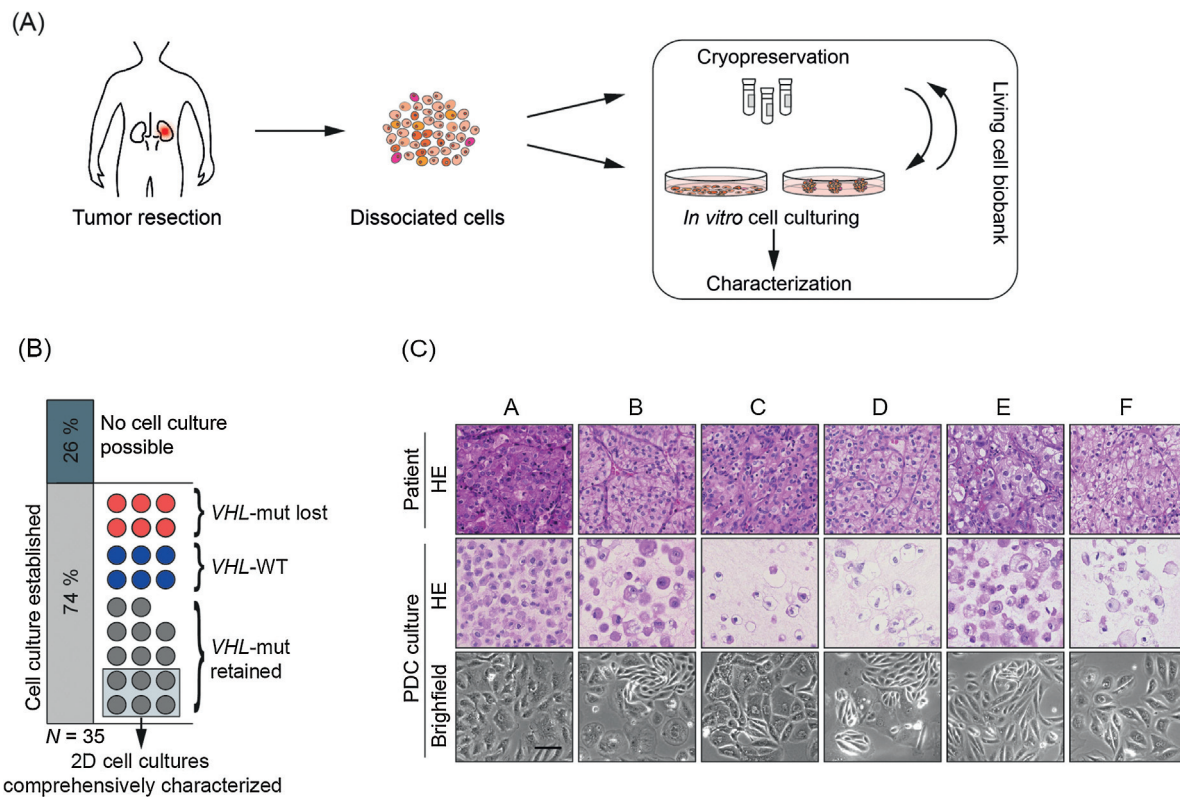 (A)
Tumor resection
Dissociated cells
Cryopreservation
In vitro cell culturing
Characterization
Living cell biobank
(B)
26 %
No cell culture
possible
Cell culture established
74 %
VHL-mut lost
VHL-WT
VHL-mut
retained
N = 35
2D cell cultures
comprehensively characterized
(C)
A B C D E F
Patient
HE
PDC culture
HE
Brighfield